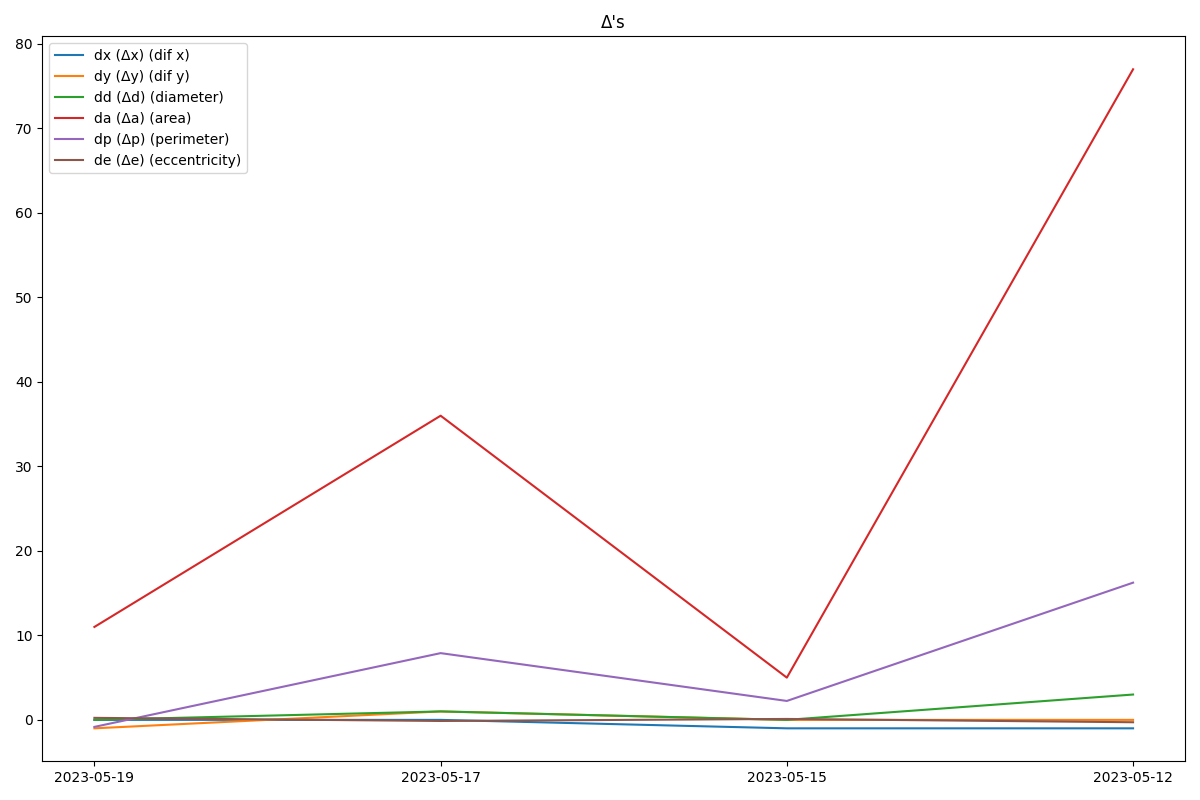 Δ's
80
70
60
50
40
30
20
10
0
dx (Δx) (dif x)
dy (Δy) (dif y)
dd (Δd) (diameter)
da (Δa) (area)
dp (Δp) (perimeter)
de (Δe) (eccentricity)
2023-05-19 2023-05-17 2023-05-15 2023-05-12